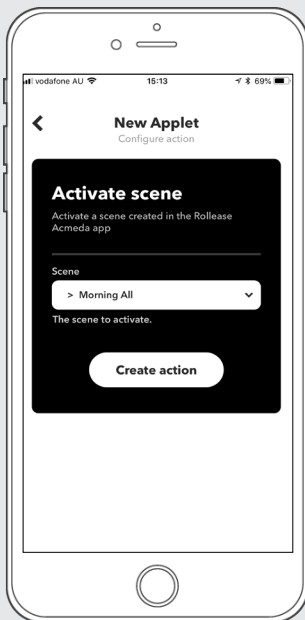 vodafone AU 15:13 69%
New Applet
Configure action
Activate scene
Activate a scene created in the Rollease
Acmeda app
Scene
> Morning All
The scene to activate.
Create action